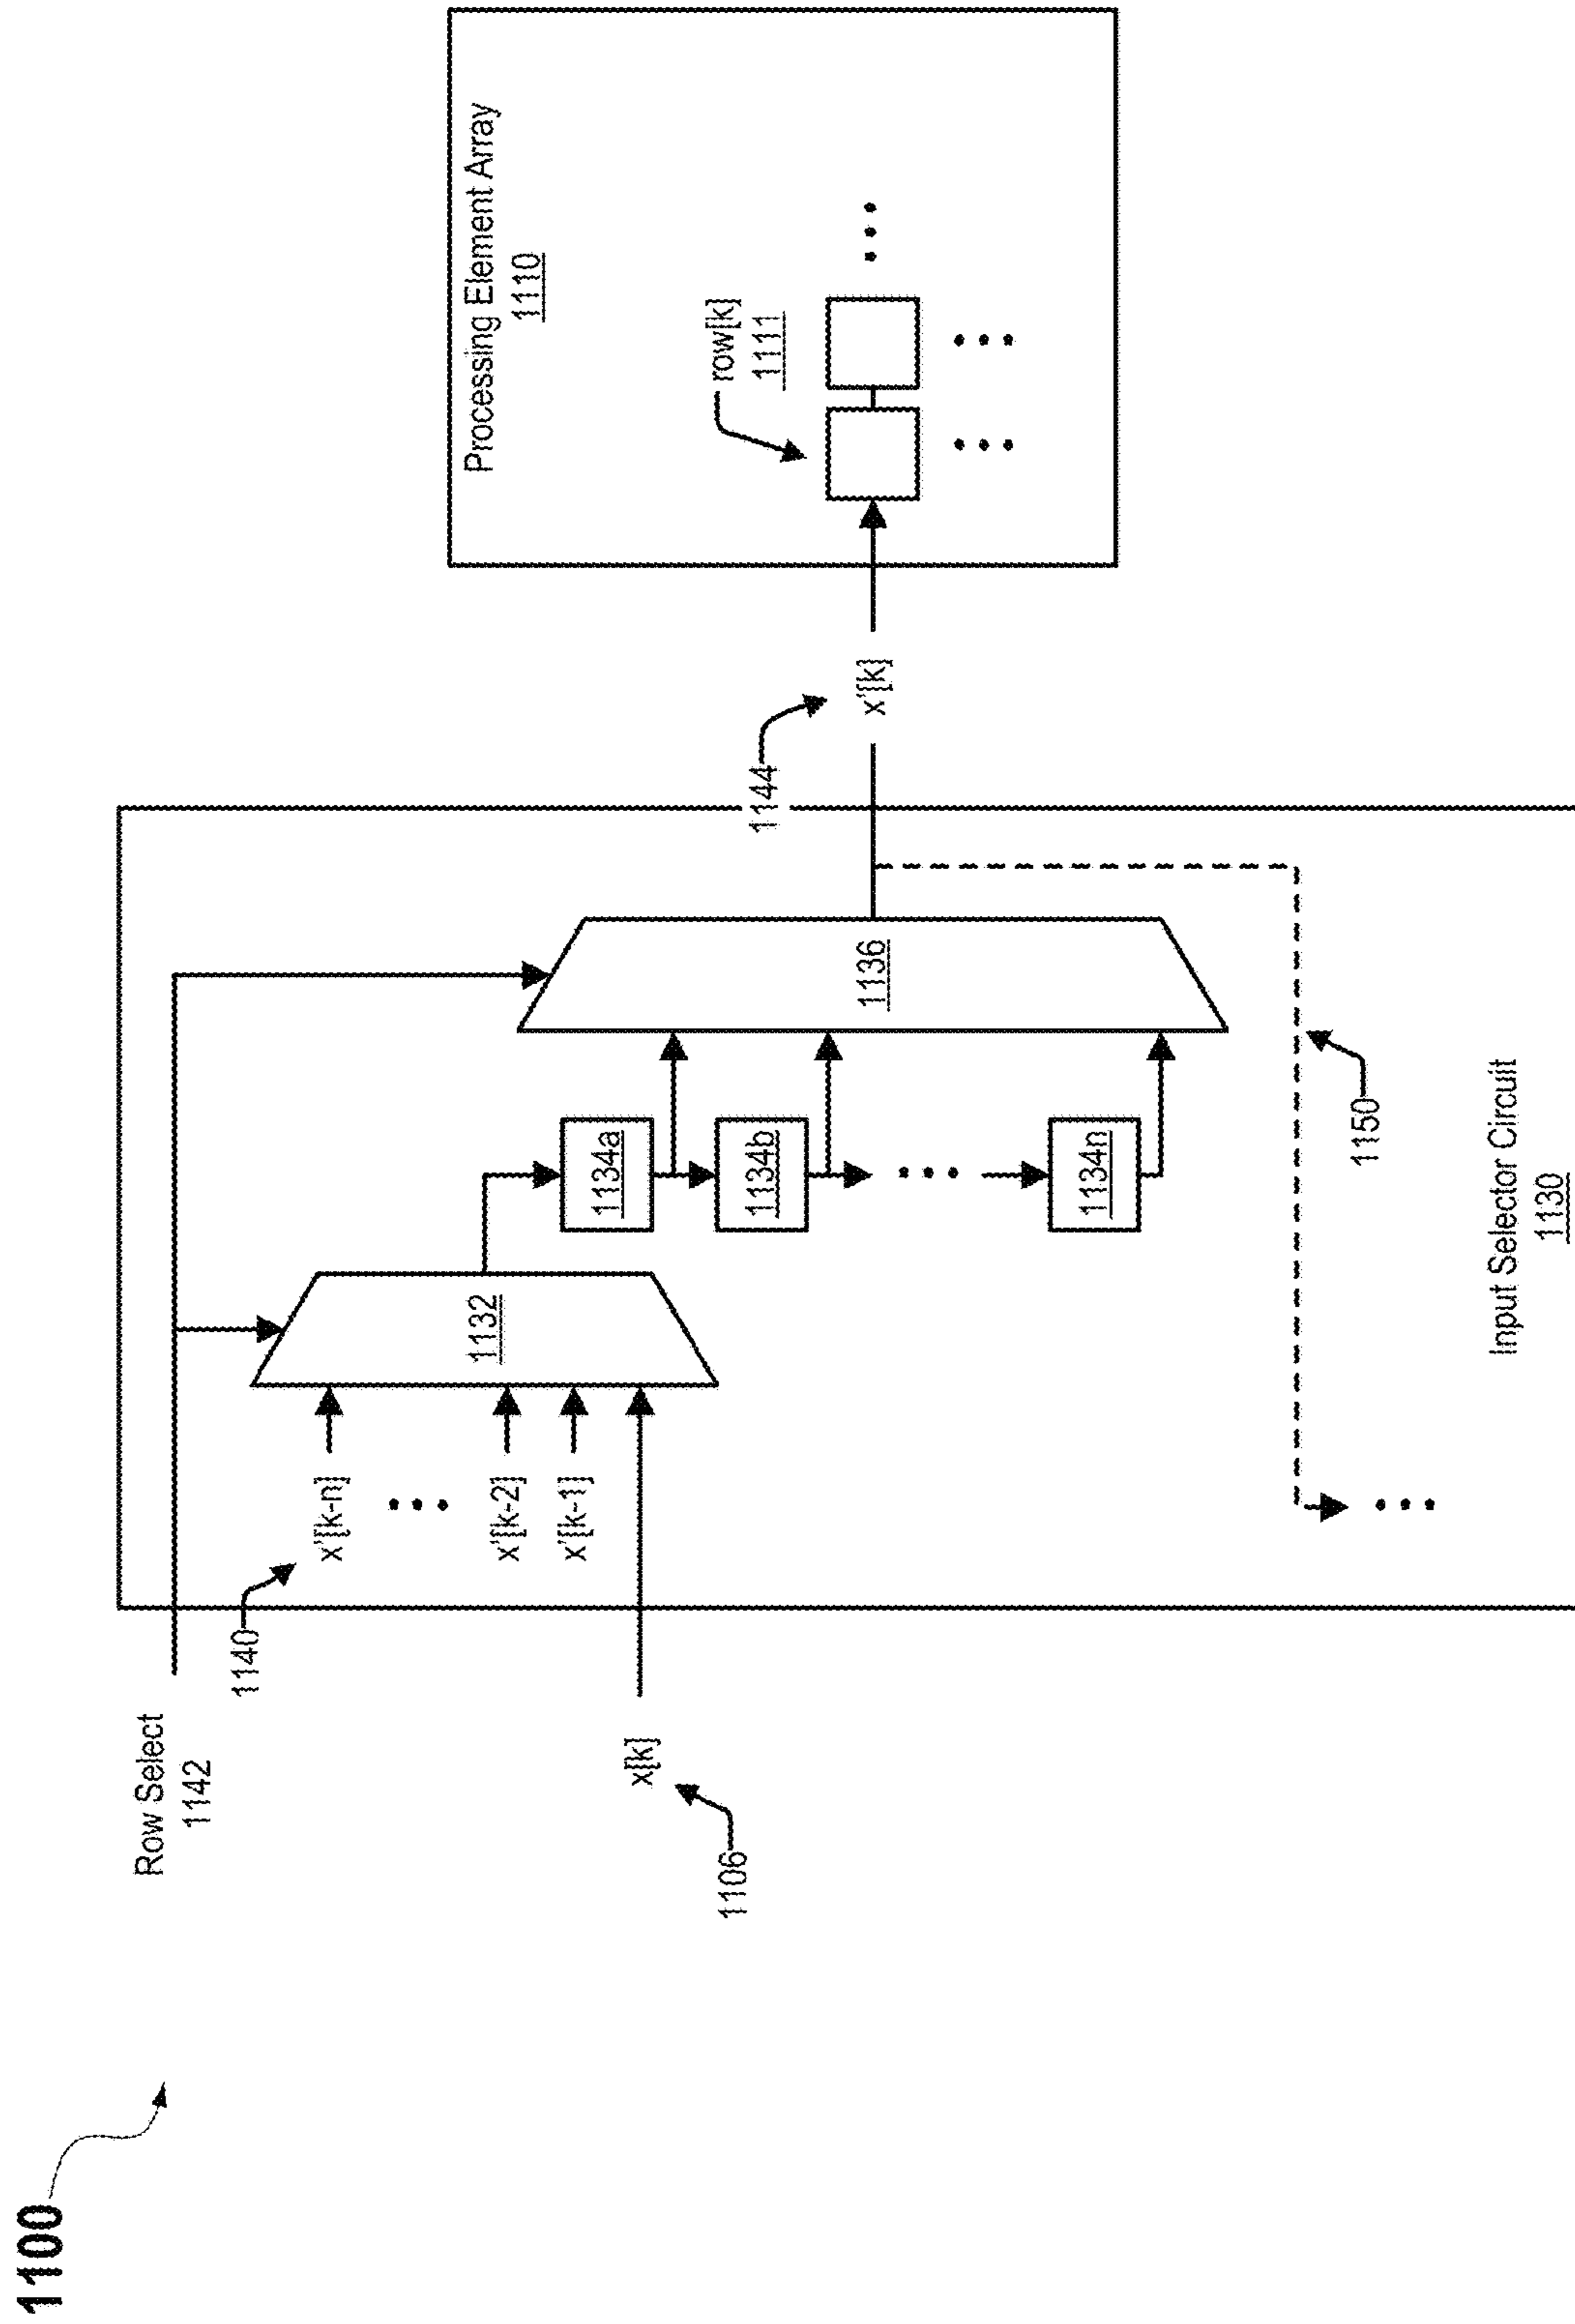 1100
Row Select
1142
1140
x'[k-n]
x'[k-2]
x'[k-1]
x[k]
1106
1132
1134a
1134b
1134n
1136
1144
x'[k]
1150
Input Selector Circuit
1130
Processing Element Array
1110
row[k]
1111